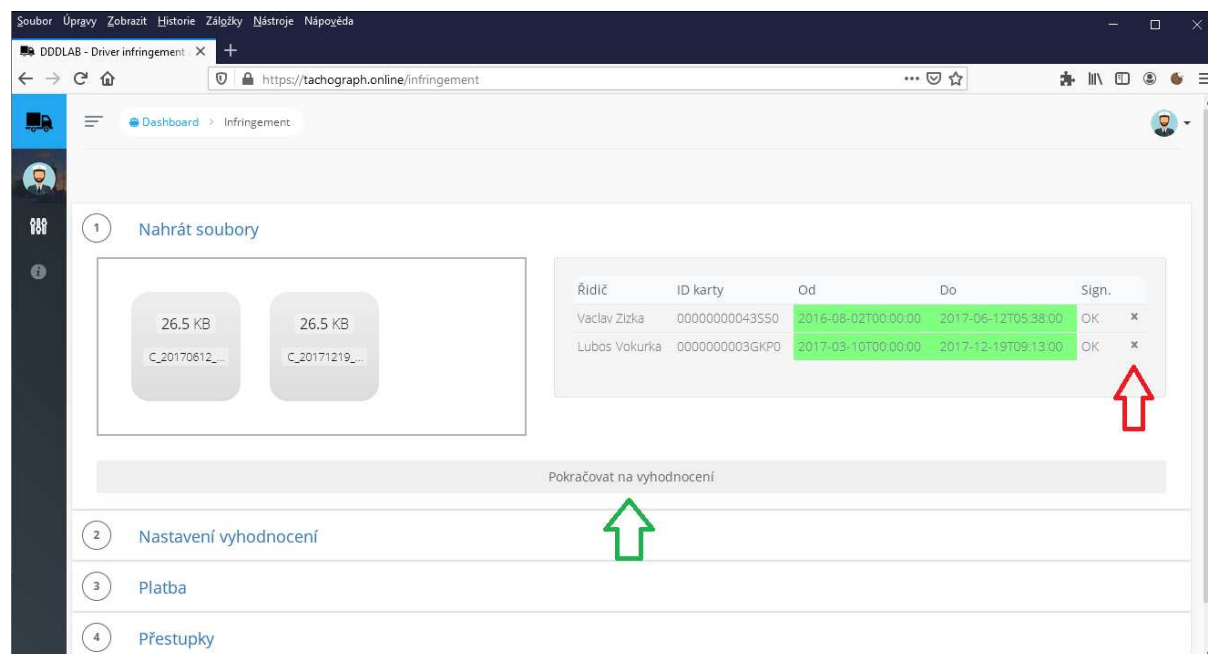 Soubor Úpravy Zobrazit Historie Záložky Nástroje Nápověda
DDDLAB - Driver infringement
https://tachograph.online/infringement
Dashboard > Infringement
1 Nahrát soubory
26.5 KB 26.5 KB
C_20170612_... C_20171219_...
Řidič ID karty Od Do Sign.
Vaclav Zizka 00000000043S50 2016-08-02T00:00:00 2017-06-12T05:38:00 OK ×
Lubos Vokurka 0000000003GKP0 2017-03-10T00:00:00 2017-12-19T09:13:00 OK ×
Pokračovat na vyhodnocení
2 Nastavení vyhodnocení
3 Platba
4 Přestupky